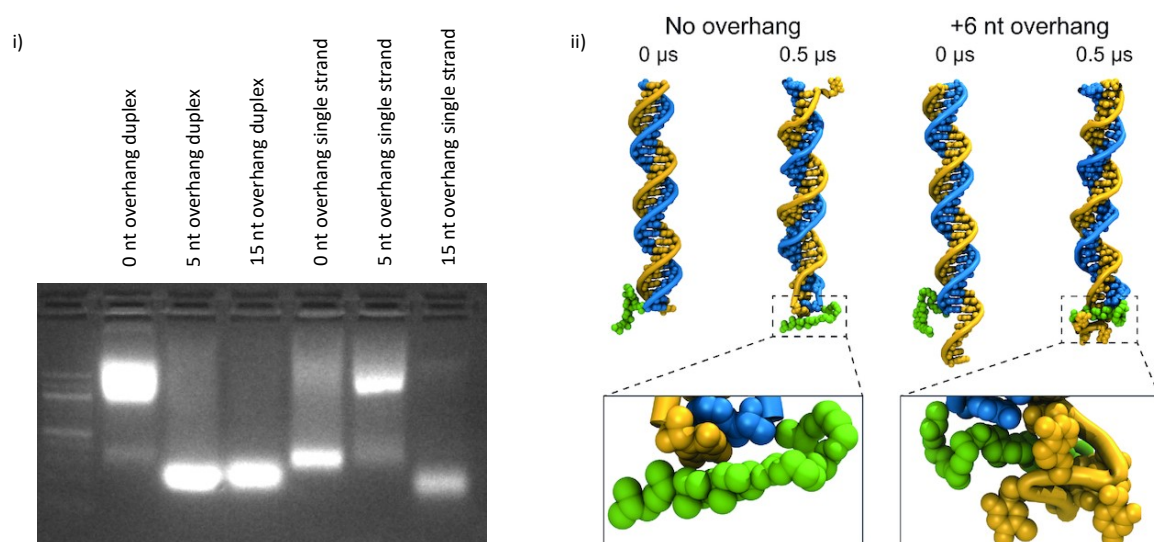 i)
0 nt overhang duplex
5 nt overhang duplex
15 nt overhang duplex
0 nt overhang single strand
5 nt overhang single strand
15 nt overhang single strand
ii)
No overhang
0 µs
0.5 µs
+6 nt overhang
0 µs
0.5 µs